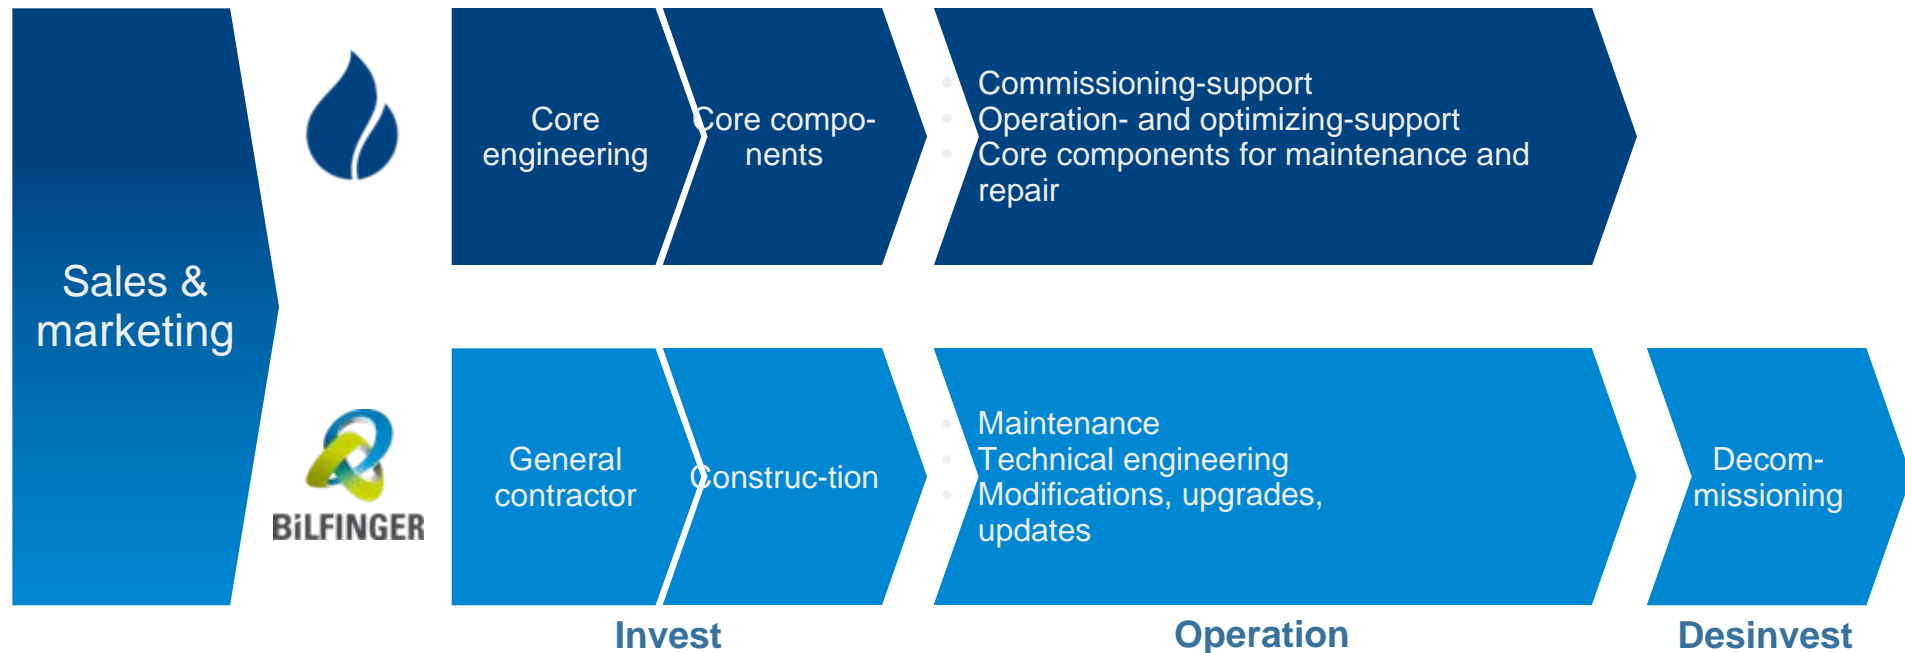 Sales &
marketing
Core
engineering
Core compo-
nents
• Commissioning-support
• Operation- and optimizing-support
• Core components for maintenance and
repair
BiLFINGER
General
contractor
Construc-tion
• Maintenance
• Technical engineering
• Modifications, upgrades,
updates
Decom-
missioning
Invest
Operation
Desinvest